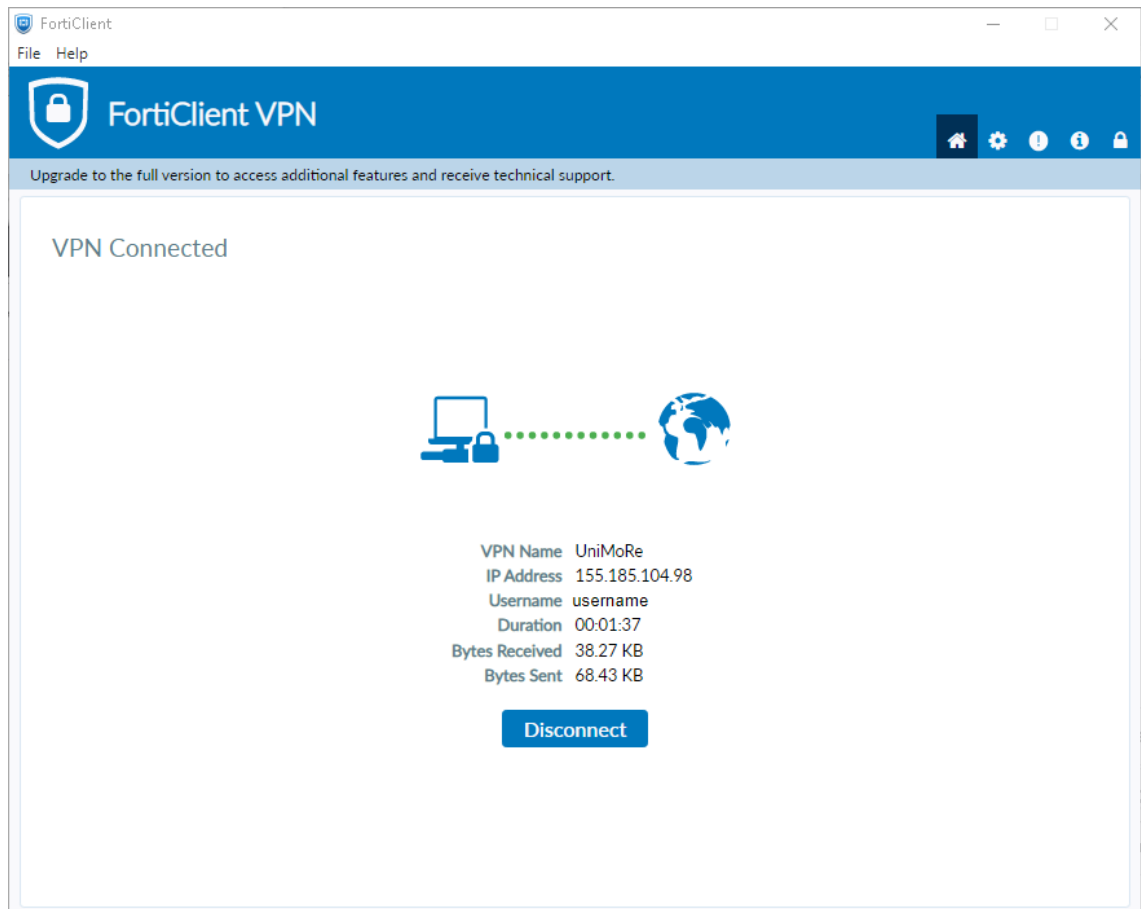 FortiClient
File Help
FortiClient VPN
Upgrade to the full version to access additional features and receive technical support.
VPN Connected
VPN Name UniMoRe
IP Address 155.185.104.98
Username username
Duration 00:01:37
Bytes Received 38.27 KB
Bytes Sent 68.43 KB
Disconnect